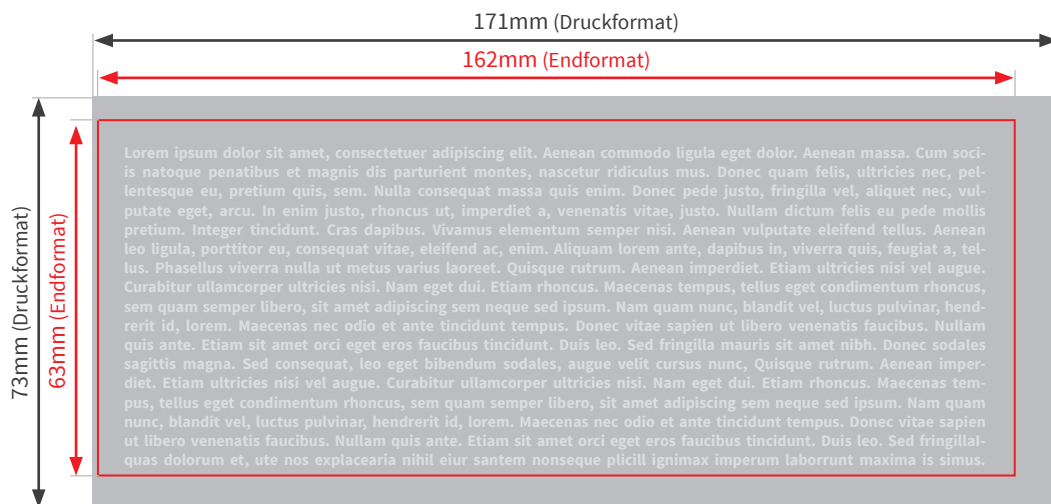 171mm (Druckformat)
162mm (Endformat)
73mm (Druckformat)
63mm (Endformat)
Lorem ipsum dolor sit amet, consectetuer adipiscing elit. Aenean commodo ligula eget dolor. Aenean massa. Cum soci-
is natoque penatibus et magnis dis parturient montes, nascetur ridiculus mus. Donec quam felis, ultricies nec, pel-
lentesque eu, pretium quis, sem. Nulla consequat massa quis enim. Donec pede justo, fringilla vel, aliquet nec, vul-
putate eget, arcu. In enim justo, rhoncus ut, imperdiet a, venenatis vitae, justo. Nullam dictum felis eu pede mollis
pretium. Integer tincidunt. Cras dapibus. Vivamus elementum semper nisi. Aenean vulputate eleifend tellus. Aenean
leo ligula, porttitor eu, consequat vitae, eleifend ac, enim. Aliquam lorem ante, dapibus in, viverra quis, feugiat a, tel-
lus. Phasellus viverra nulla ut metus varius laoreet. Quisque rutrum. Aenean imperdiet. Etiam ultricies nisi vel augue.
Curabitur ullamcorper ultricies nisi. Nam eget dui. Etiam rhoncus. Maecenas tempus, tellus eget condimentum rhoncus,
sem quam semper libero, sit amet adipiscing sem neque sed ipsum. Nam quam nunc, blandit vel, luctus pulvinar, hend-
rerit id, lorem. Maecenas nec odio et ante tincidunt tempus. Donec vitae sapien ut libero venenatis faucibus. Nullam
quis ante. Etiam sit amet orci eget eros faucibus tincidunt. Duis leo. Sed fringilla mauris sit amet nibh. Donec sodales
sagittis magna. Sed consequat, leo eget bibendum sodales, augue velit cursus nunc, Quisque rutrum. Aenean imper-
diet. Etiam ultricies nisi vel augue. Curabitur ullamcorper ultricies nisi. Nam eget dui. Etiam rhoncus. Maecenas tem-
pus, tellus eget condimentum rhoncus, sem quam semper libero, sit amet adipiscing sem neque sed ipsum. Nam quam
nunc, blandit vel, luctus pulvinar, hendrerit id, lorem. Maecenas nec odio et ante tincidunt tempus. Donec vitae sapien
ut libero venenatis faucibus. Nullam quis ante. Etiam sit amet orci eget eros faucibus tincidunt. Duis leo. Sed fringillal-
quas dolorum et, ute nos explacearia nihil eiur santem nonseque plicill ignimax imperum laborrunt maxima is simus.